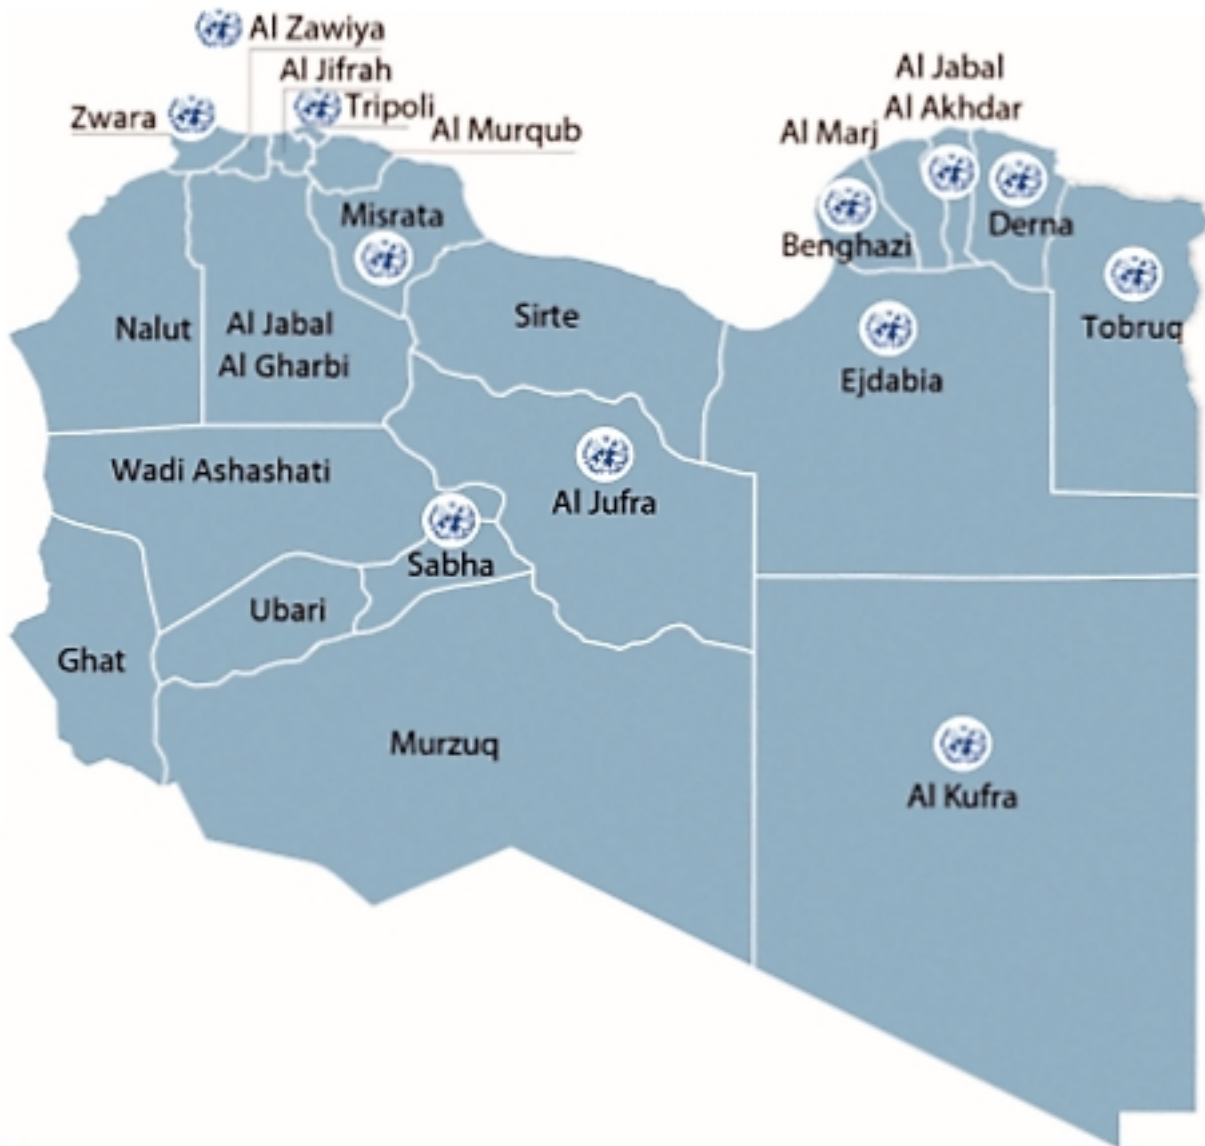 Al Zawiya
Al Jifrah
Zwara
Tripoli
Al Murqub
Al Jabal
Al Akhdar
Al Marj
Misrata
Derna
Benghazi
Nalut
Al Jabal
Al Gharbi
Sirte
Tobruq
Ejdabia
Wadi Ashashati
Al Jufra
Sabha
Ubari
Ghat
Murzuq
Al Kufra